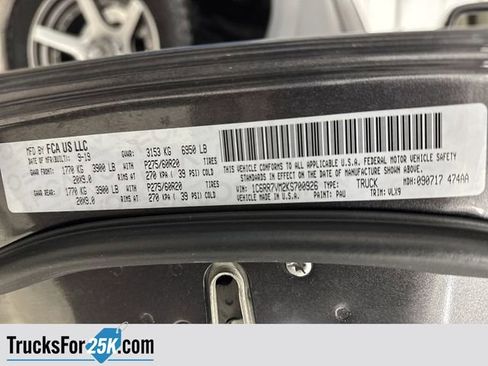 MFD BY FCA US LLC
DATE OF MFR(BUILT): 9-19 GVWR: 3153 KG 6950 LB
GAWR FRONT: 1770 KG 3900 LB P275/60R20 TIRES
20X9.0 RIMS AT 270 KPA ( 39 PSI) COLD
GAWR REAR: 1770 KG 3900 LB P275/60R20 TIRES
20X9.0 RIMS AT 270 KPA ( 39 PSI) COLD
THIS VEHICLE CONFORMS TO ALL APPLICABLE U.S.A. FEDERAL MOTOR VEHICLE SAFETY
STANDARDS IN EFFECT ON THE DATE OF MANUFACTURE SHOWN ABOVE.
VIN: 1C6RR7VM2KS700926 TYPE: TRUCK MDH: 090717 474AA
VEHICLE MADE IN U.S.A. PAINT: PAU TRIM: VLX9
TrucksFor25K.com